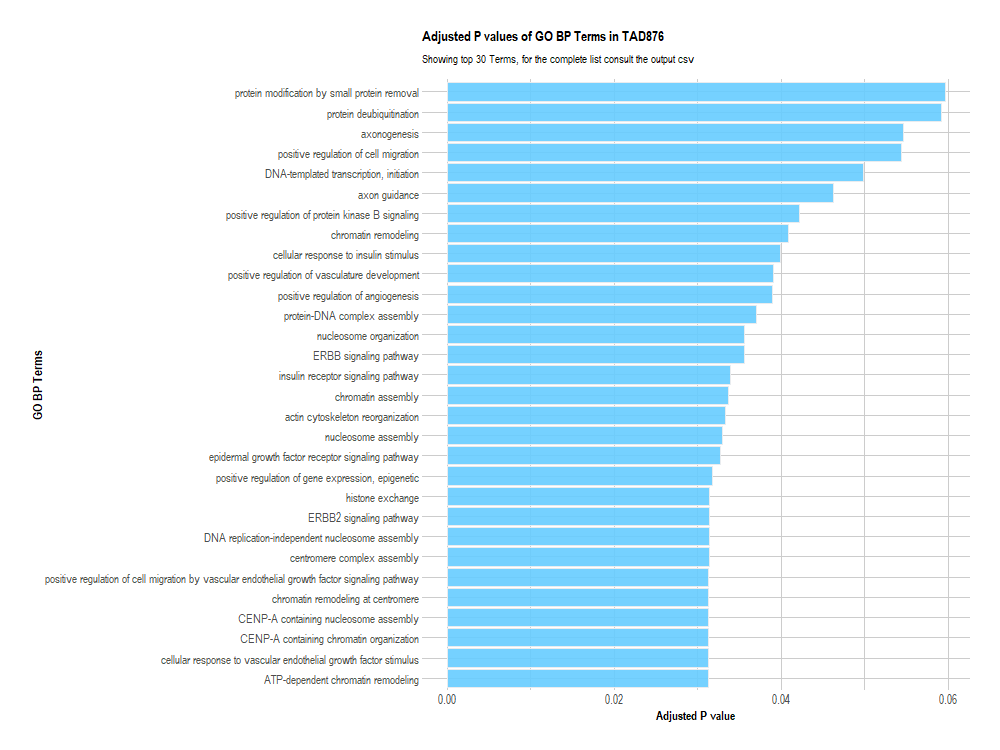 Adjusted P values of GO BP Terms in TAD876
Showing top 30 Terms, for the complete list consult the output csv
GO BP Terms
protein modification by small protein removal
protein deubiquitination
axonogenesis
positive regulation of cell migration
DNA-templated transcription, initiation
axon guidance
positive regulation of protein kinase B signaling
chromatin remodeling
cellular response to insulin stimulus
positive regulation of vasculature development
positive regulation of angiogenesis
protein-DNA complex assembly
nucleosome organization
ERBB signaling pathway
insulin receptor signaling pathway
chromatin assembly
actin cytoskeleton reorganization
nucleosome assembly
epidermal growth factor receptor signaling pathway
positive regulation of gene expression, epigenetic
histone exchange
ERBB2 signaling pathway
DNA replication-independent nucleosome assembly
centromere complex assembly
positive regulation of cell migration by vascular endothelial growth factor signaling pathway
chromatin remodeling at centromere
CENP-A containing nucleosome assembly
CENP-A containing chromatin organization
cellular response to vascular endothelial growth factor stimulus
ATP-dependent chromatin remodeling
0.00 0.02 0.04 0.06
Adjusted P value